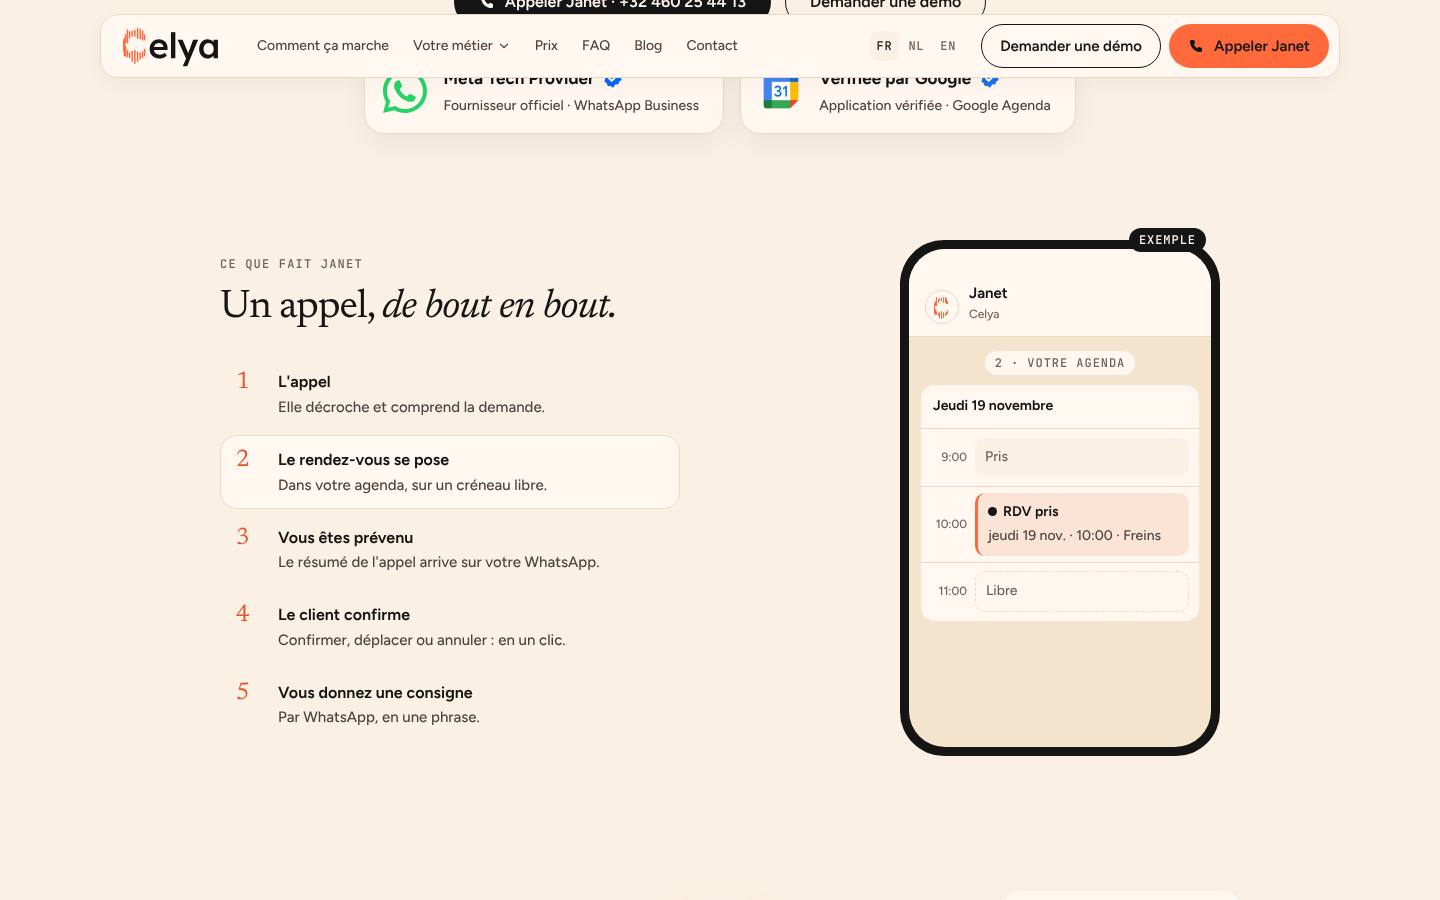 Appeler Janet · +32 460 25 44 13
Demander une démo
Celya
Comment ça marche
Votre métier
Prix
FAQ
Blog
Contact
FR
NL
EN
Demander une démo
Appeler Janet
Meta Tech Provider
Fournisseur officiel · WhatsApp Business
31
Vérifiée par Google
Application vérifiée · Google Agenda
CE QUE FAIT JANET
Un appel, de bout en bout.
1
L'appel
Elle décroche et comprend la demande.
2
Le rendez-vous se pose
Dans votre agenda, sur un créneau libre.
3
Vous êtes prévenu
Le résumé de l'appel arrive sur votre WhatsApp.
4
Le client confirme
Confirmer, déplacer ou annuler : en un clic.
5
Vous donnez une consigne
Par WhatsApp, en une phrase.
EXEMPLE
Janet
Celya
2 · VOTRE AGENDA
Jeudi 19 novembre
9:00
Pris
10:00
RDV pris
jeudi 19 nov. · 10:00 · Freins
11:00
Libre